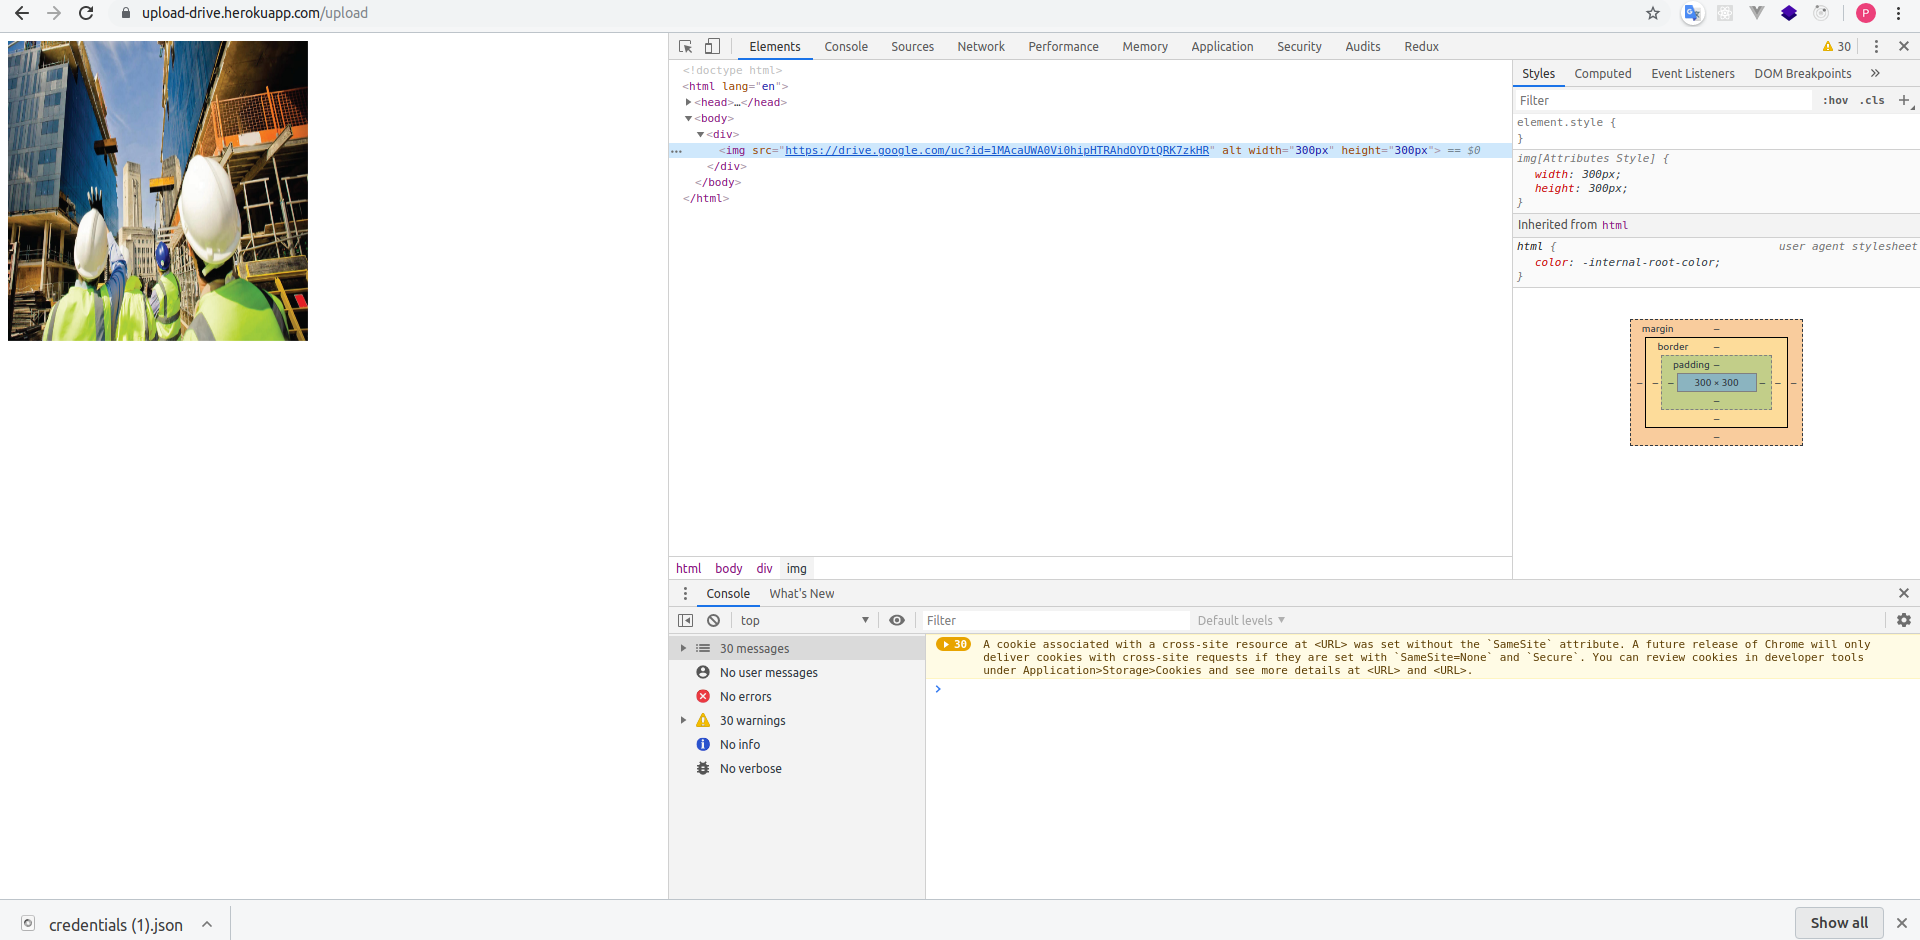 upload-drive.herokuapp.com/upload
P
Elements Console Sources Network Performance Memory Application Security Audits Redux
30
<!doctype html>
<html lang="en">
<head>…</head>
<body>
<div>
<img src="https://drive.google.com/uc?id=1MAcaUWA0Vi0hipHTRAhdOYDtQRK7zkHR" alt width="300px" height="300px"> == $0
</div>
</body>
</html>
html body div img
Styles Computed Event Listeners DOM Breakpoints
Filter :hov .cls
element.style {
}
img[Attributes Style] {
width: 300px;
height: 300px;
}
Inherited from html
html { user agent stylesheet
color: -internal-root-color;
}
margin –
border –
padding –
– – – 300 × 300 – – –
–
–
–
Console What's New
top Filter Default levels
30 messages
No user messages
No errors
30 warnings
No info
No verbose
30 A cookie associated with a cross-site resource at <URL> was set without the `SameSite` attribute. A future release of Chrome will only
deliver cookies with cross-site requests if they are set with `SameSite=None` and `Secure`. You can review cookies in developer tools
under Application>Storage>Cookies and see more details at <URL> and <URL>.
credentials (1).json
Show all